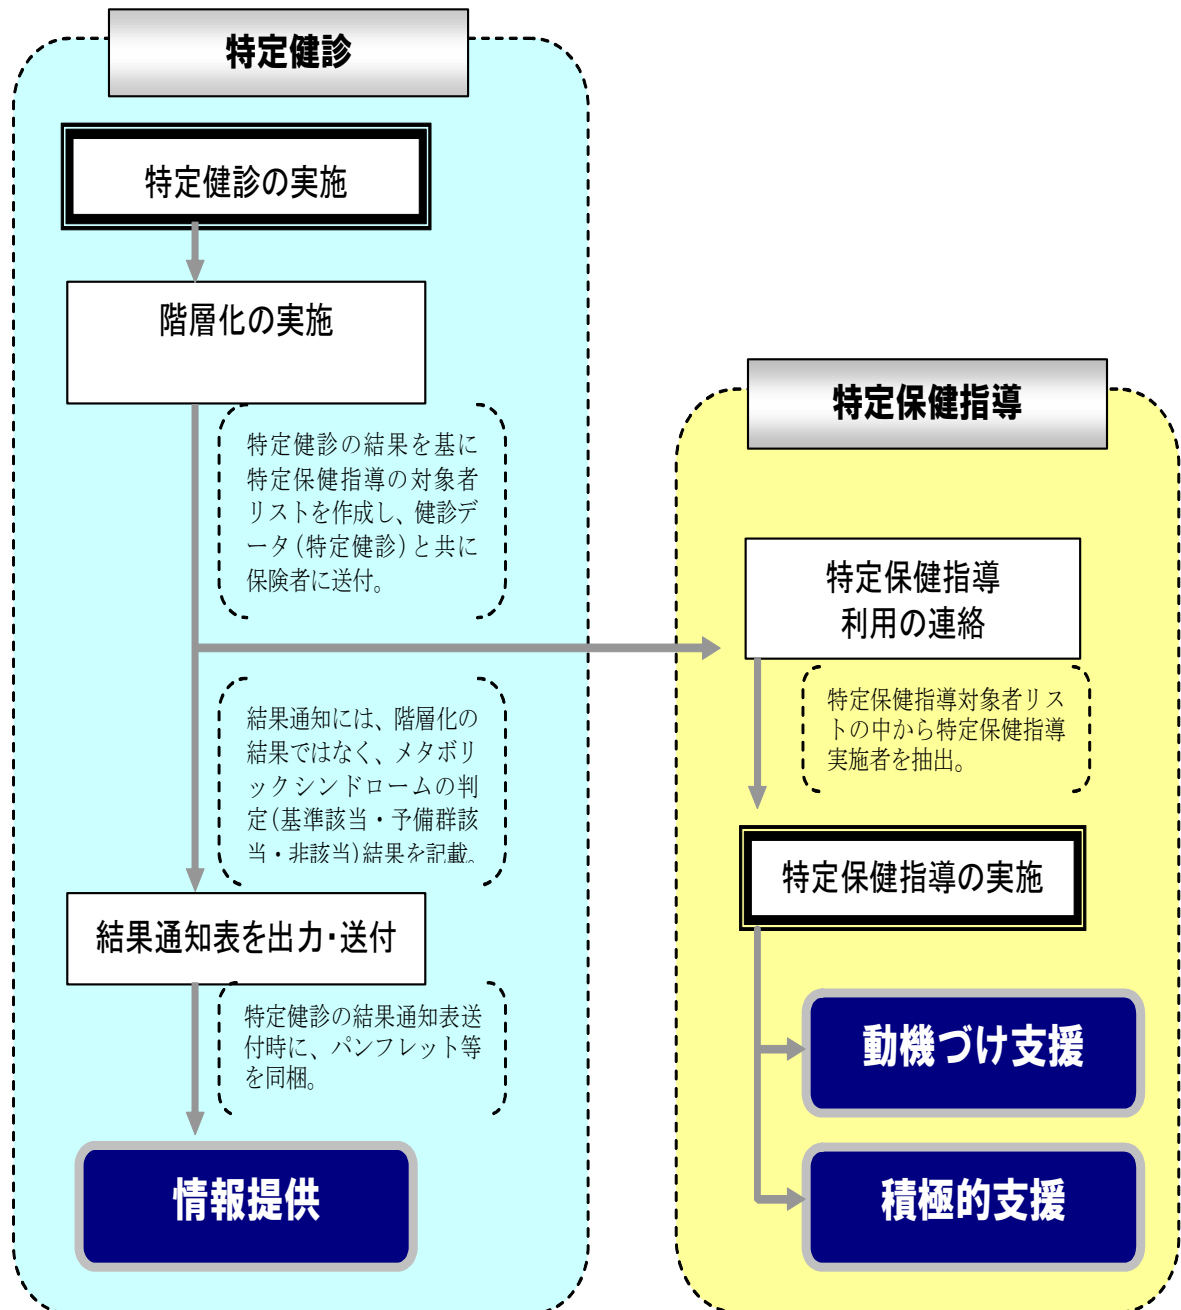 特定健診
特定健診の実施
階層化の実施
特定健診の結果を基に
特定保健指導の対象者
リストを作成し、健診デ
ータ(特定健診)と共に
保険者に送付。
結果通知には、階層化の
結果ではなく、メタボリ
ックシンドロームの判
定(基準該当・予備群該
当・非該当)結果を記載。
結果通知表を出力・送付
特定健診の結果通知表送
付時に、パンフレット等
を同梱。
情報提供
特定保健指導
特定保健指導
利用の連絡
特定保健指導対象者リス
トの中から特定保健指導
実施者を抽出。
特定保健指導の実施
動機づけ支援
積極的支援